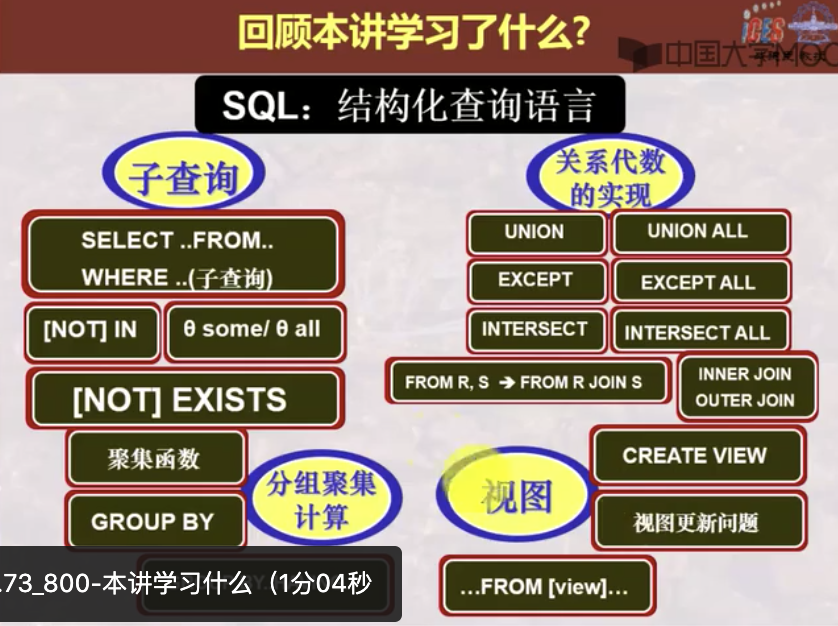 回顾本讲学习了什么?
中国大学MOO
SQL：结构化查询语言
子查询
SELECT ..FROM..
WHERE ..(子查询)
[NOT] IN
θ some/ θ all
[NOT] EXISTS
聚集函数
GROUP BY
分组聚集
计算
关系代数
的实现
UNION
UNION ALL
EXCEPT
EXCEPT ALL
INTERSECT
INTERSECT ALL
FROM R, S ➔ FROM R JOIN S
INNER JOIN
OUTER JOIN
视图
CREATE VIEW
视图更新问题
...FROM [view]...
.73_800-本讲学习什么（1分04秒